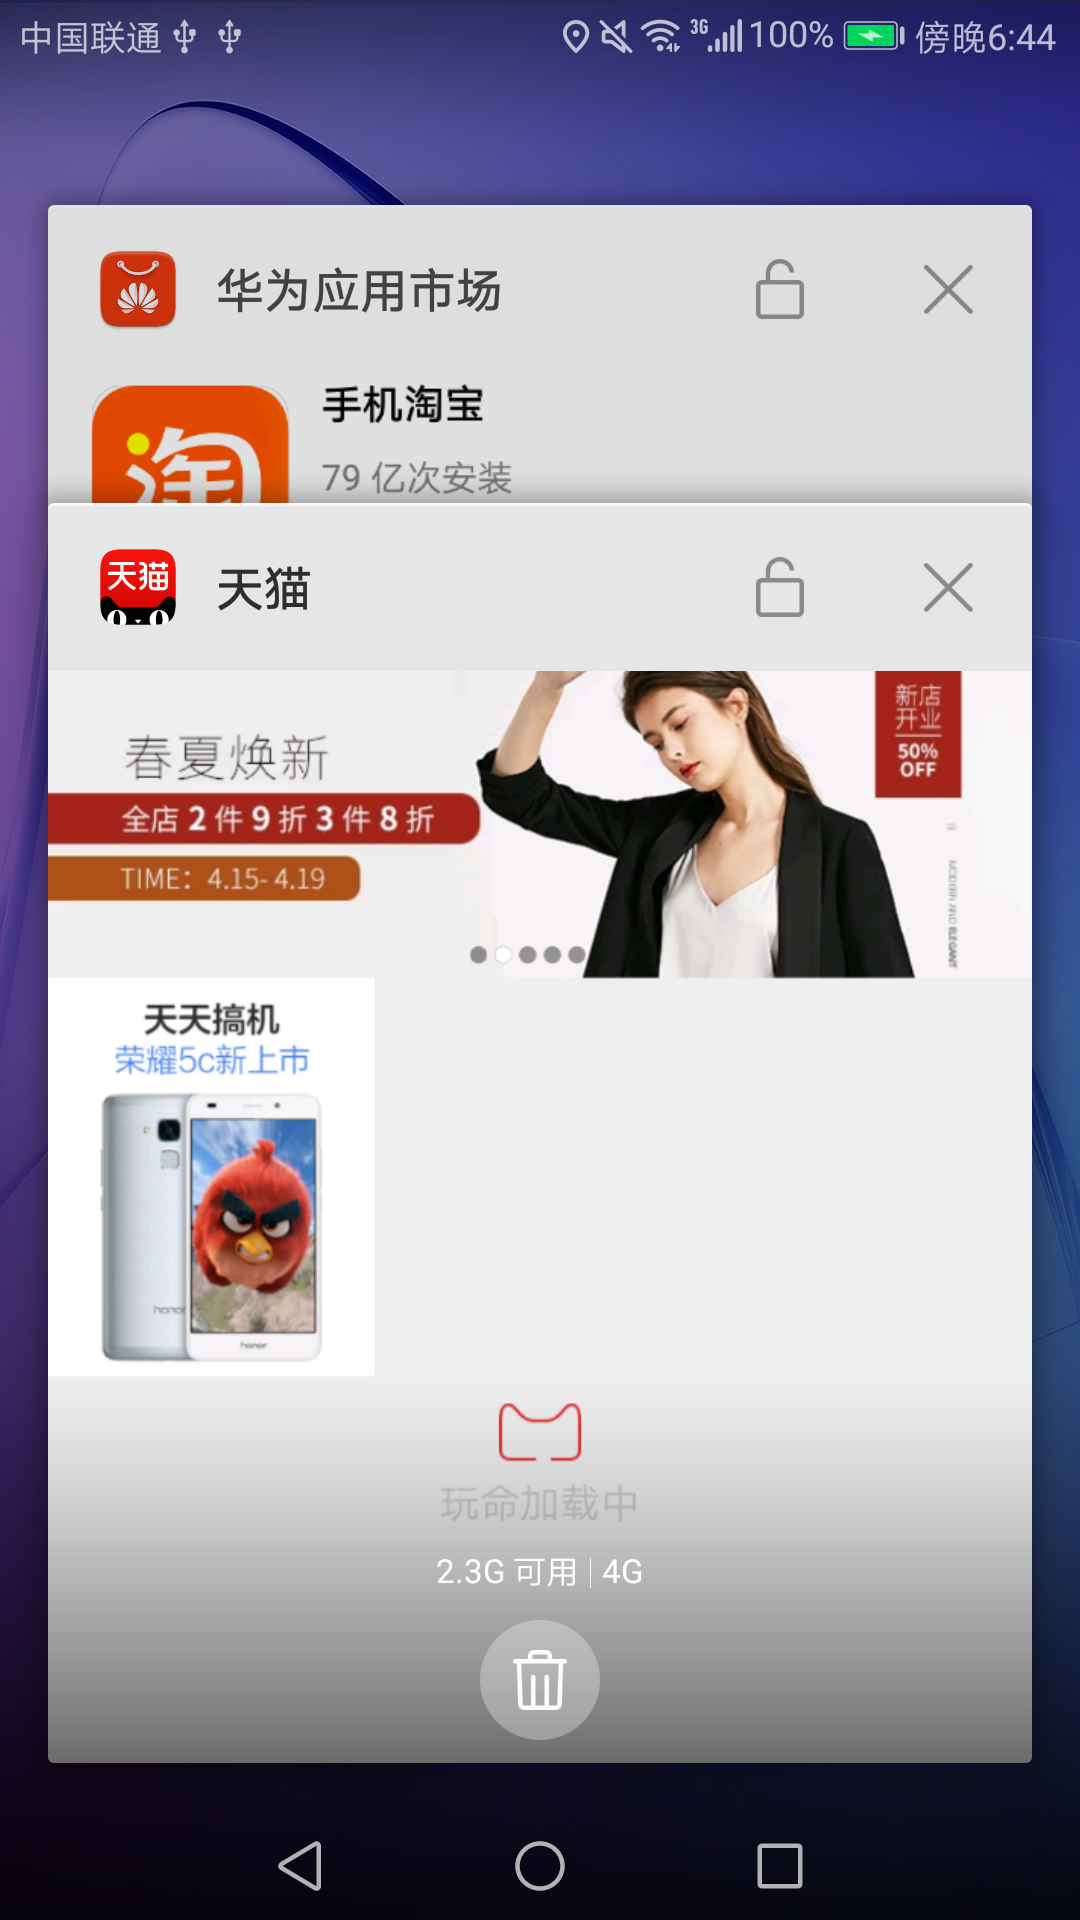 中国联通 3G 100% 傍晚6:44
华为应用市场
手机淘宝
淘
79 亿次安装
天猫
天猫
新店
开业
50%
OFF
春夏焕新
全店 2 件 9 折 3 件 8 折
TIME：4.15- 4.19
MODERN AND ELEGANT
天天搞机
荣耀5c新上市
honor
honor
玩命加载中
2.3G 可用 | 4G